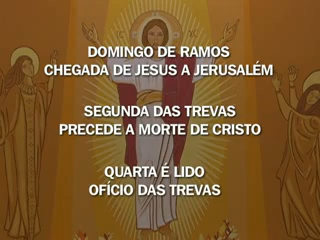 DOMINGO DE RAMOS
CHEGADA DE JESUS A JERUSALÉM
SEGUNDA DAS TREVAS
PRECEDE A MORTE DE CRISTO
QUARTA É LIDO
OFÍCIO DAS TREVAS